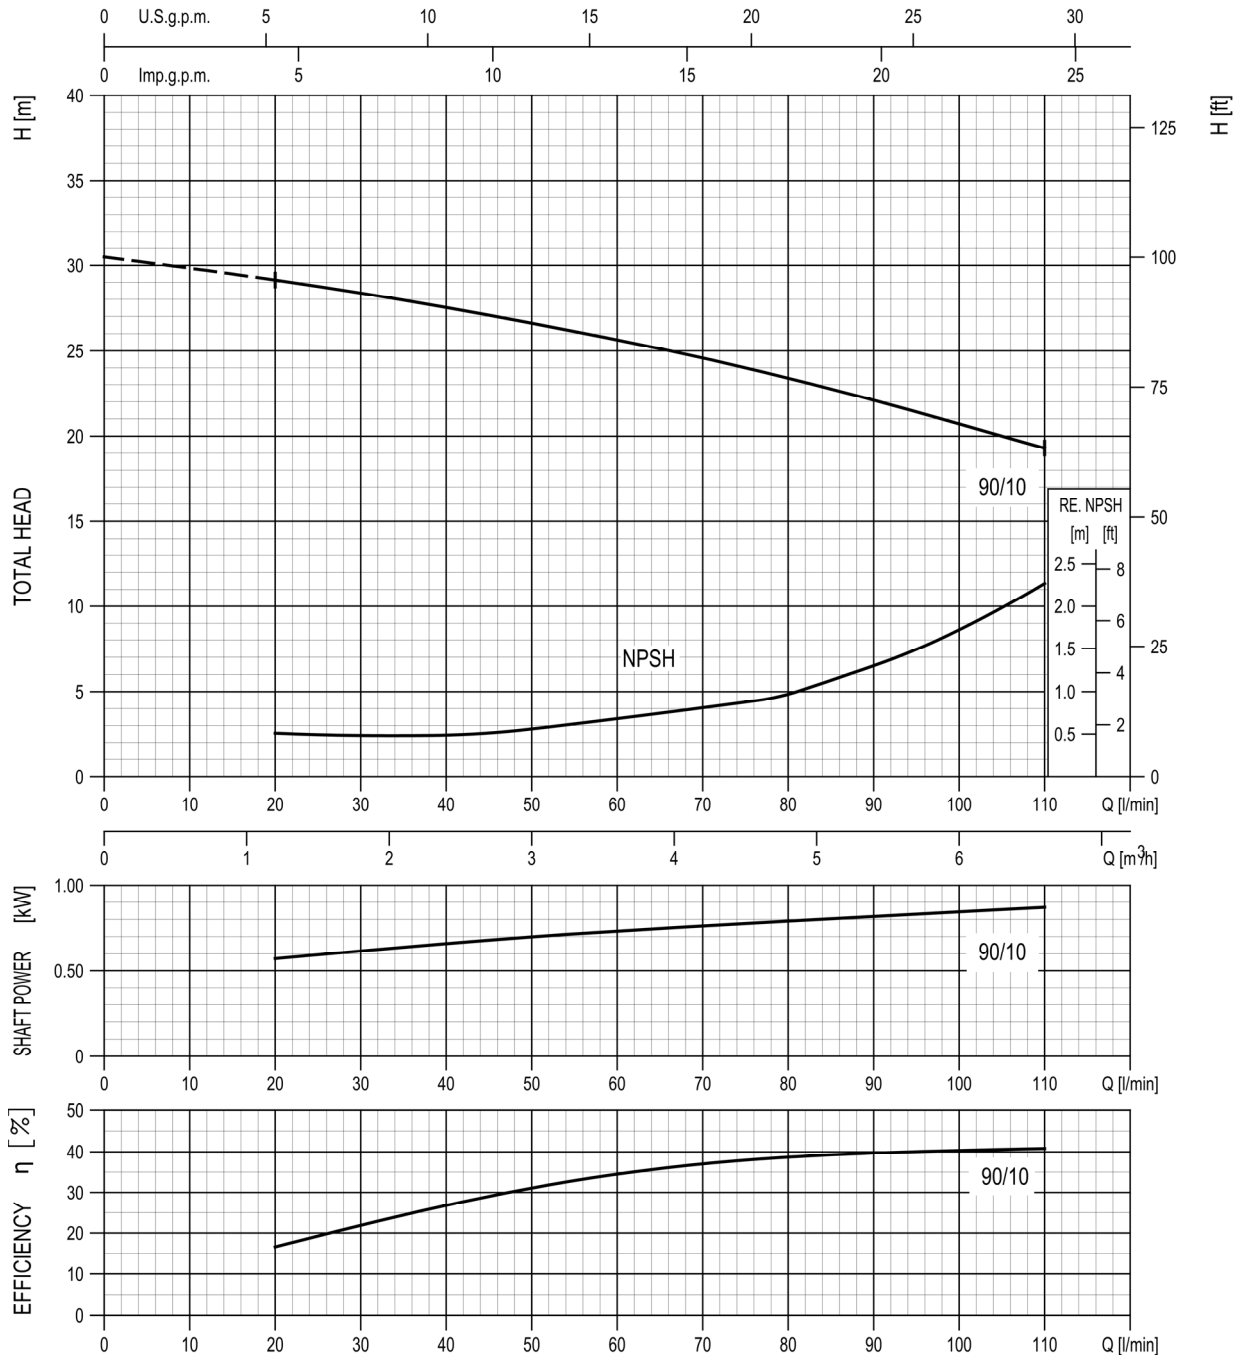 0 U.S.g.p.m. 5 10 15 20 25 30
0 Imp.g.p.m. 5 10 15 20 25
H [m]
H [ft]
40
35
30
25
20
15
10
5
0
125
100
75
50
25
0
TOTAL HEAD
90/10
NPSH
RE. NPSH
[m] [ft]
2.5
2.0
1.5
1.0
0.5
8
6
4
2
0 10 20 30 40 50 60 70 80 90 100 110 Q [l/min]
0 1 2 3 4 5 6 Q [m³/h]
SHAFT POWER [kW]
1.00
0.50
0
90/10
0 10 20 30 40 50 60 70 80 90 100 110 Q [l/min]
EFFICIENCY η [%]
50
40
30
20
10
0
90/10
0 10 20 30 40 50 60 70 80 90 100 110 Q [l/min]